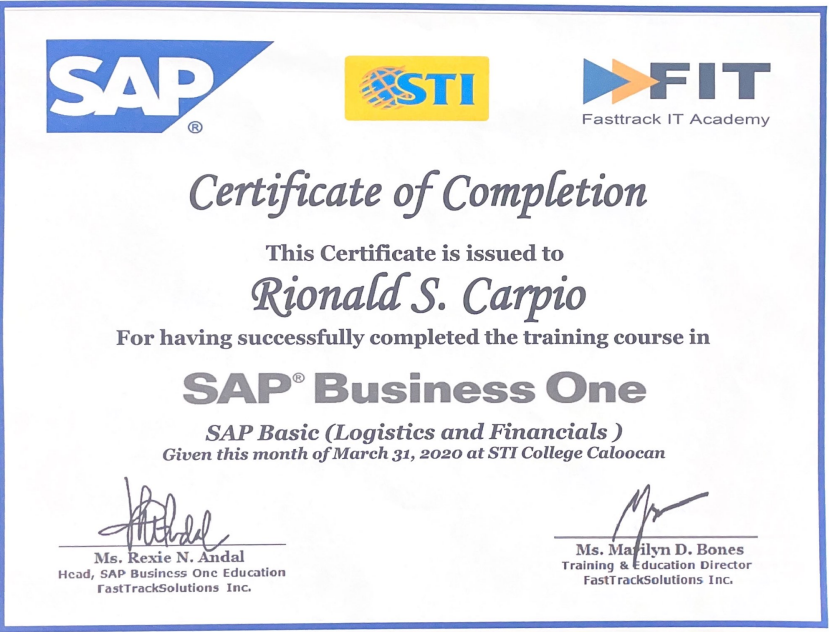 SAP
®
STI
FIT
Fasttrack IT Academy
Certificate of Completion
This Certificate is issued to
Rionald S. Carpio
For having successfully completed the training course in
SAP® Business One
SAP Basic (Logistics and Financials )
Given this month of March 31, 2020 at STI College Caloocan
Ms. Rexie N. Andal
Head, SAP Business One Education
FastTrackSolutions Inc.
Ms. Marilyn D. Bones
Training & Education Director
FastTrackSolutions Inc.